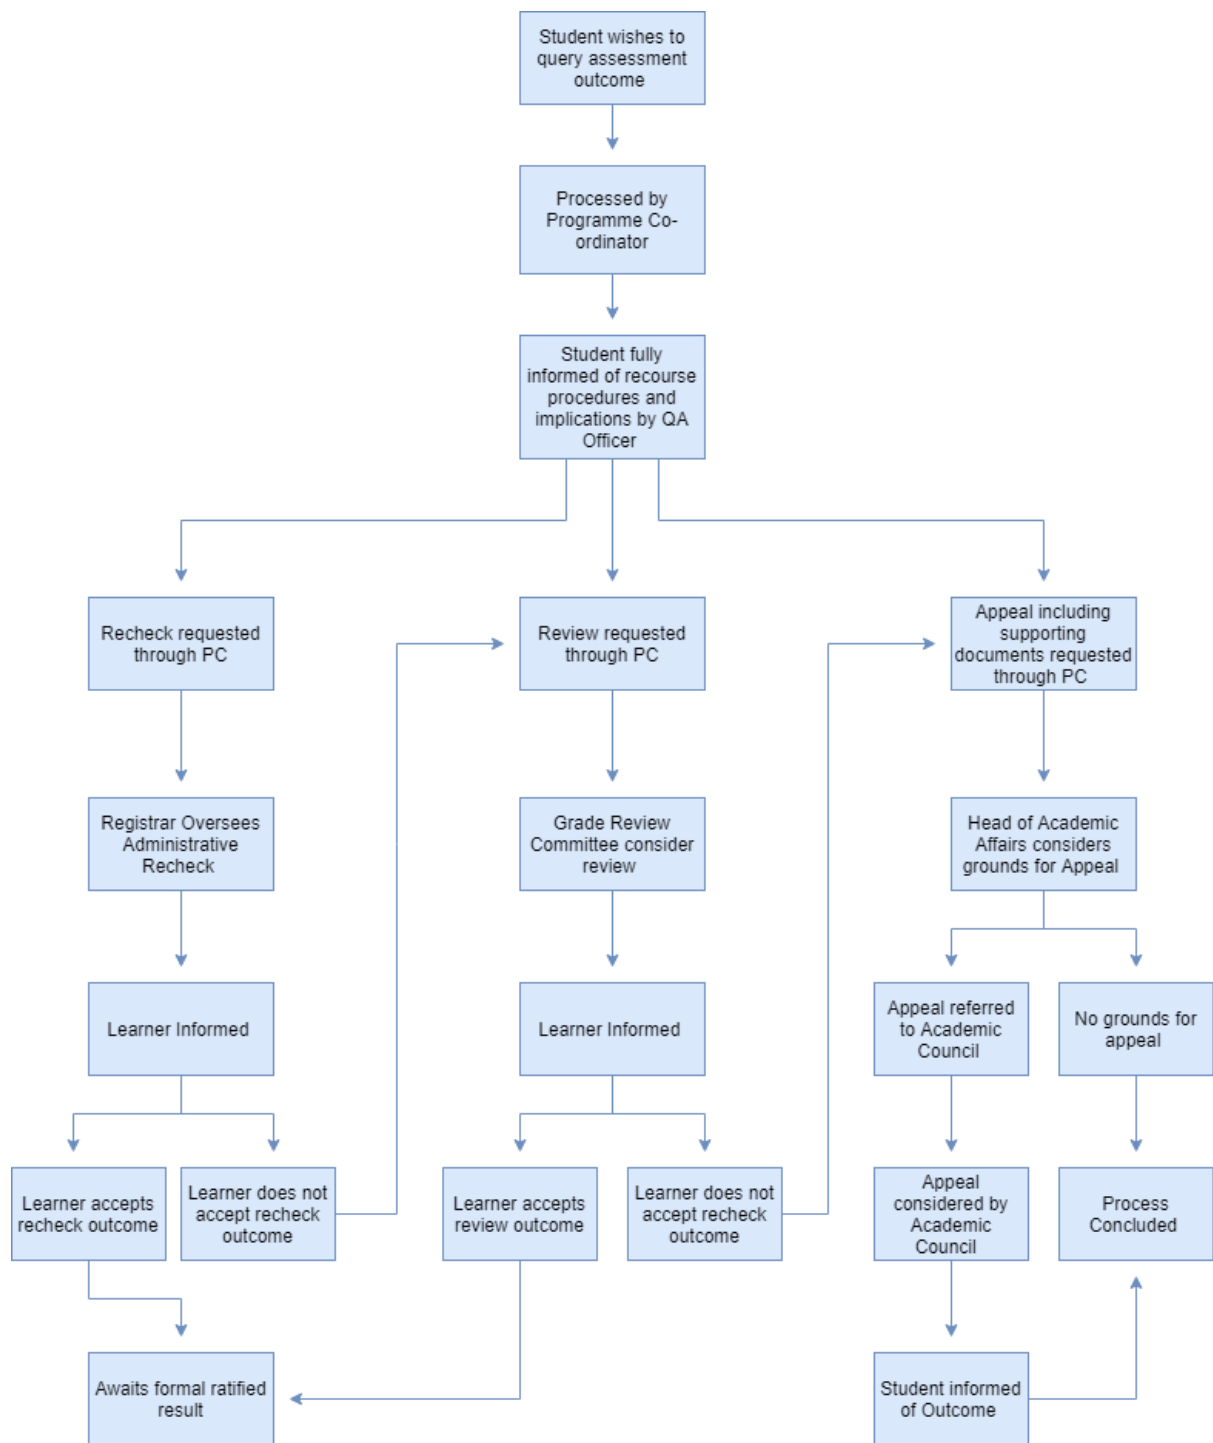 Student wishes to
query assessment
outcome
Processed by
Programme Co-
ordinator
Student fully
informed of recourse
procedures and
implications by QA
Officer
Recheck requested
through PC
Review requested
through PC
Appeal including
supporting
documents requested
through PC
Registrar Oversees
Administrative
Recheck
Grade Review
Committee consider
review
Head of Academic
Affairs considers
grounds for Appeal
Learner Informed
Learner Informed
Appeal referred
to Academic
Council
No grounds for
appeal
Learner accepts
recheck outcome
Learner does not
accept recheck
outcome
Learner accepts
review outcome
Learner does not
accept recheck
outcome
Appeal
considered by
Academic
Council
Process
Concluded
Awaits formal ratified
result
Student informed
of Outcome